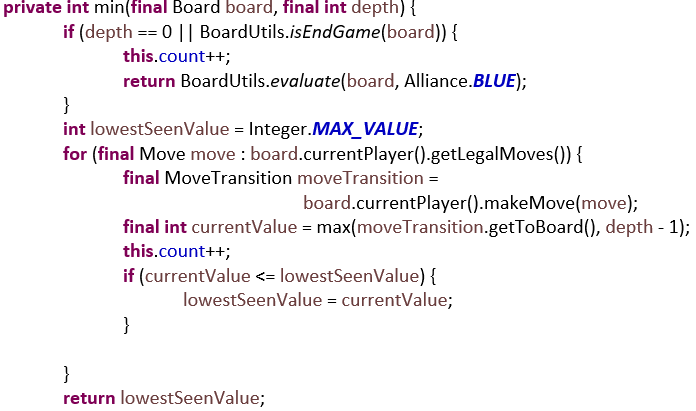 private int min(final Board board, final int depth) {
if (depth == 0 || BoardUtils.isEndGame(board)) {
this.count++;
return BoardUtils.evaluate(board, Alliance.BLUE);
}
int lowestSeenValue = Integer.MAX_VALUE;
for (final Move move : board.currentPlayer().getLegalMoves()) {
final MoveTransition moveTransition =
board.currentPlayer().makeMove(move);
final int currentValue = max(moveTransition.getToBoard(), depth - 1);
this.count++;
if (currentValue <= lowestSeenValue) {
lowestSeenValue = currentValue;
}
}
return lowestSeenValue;